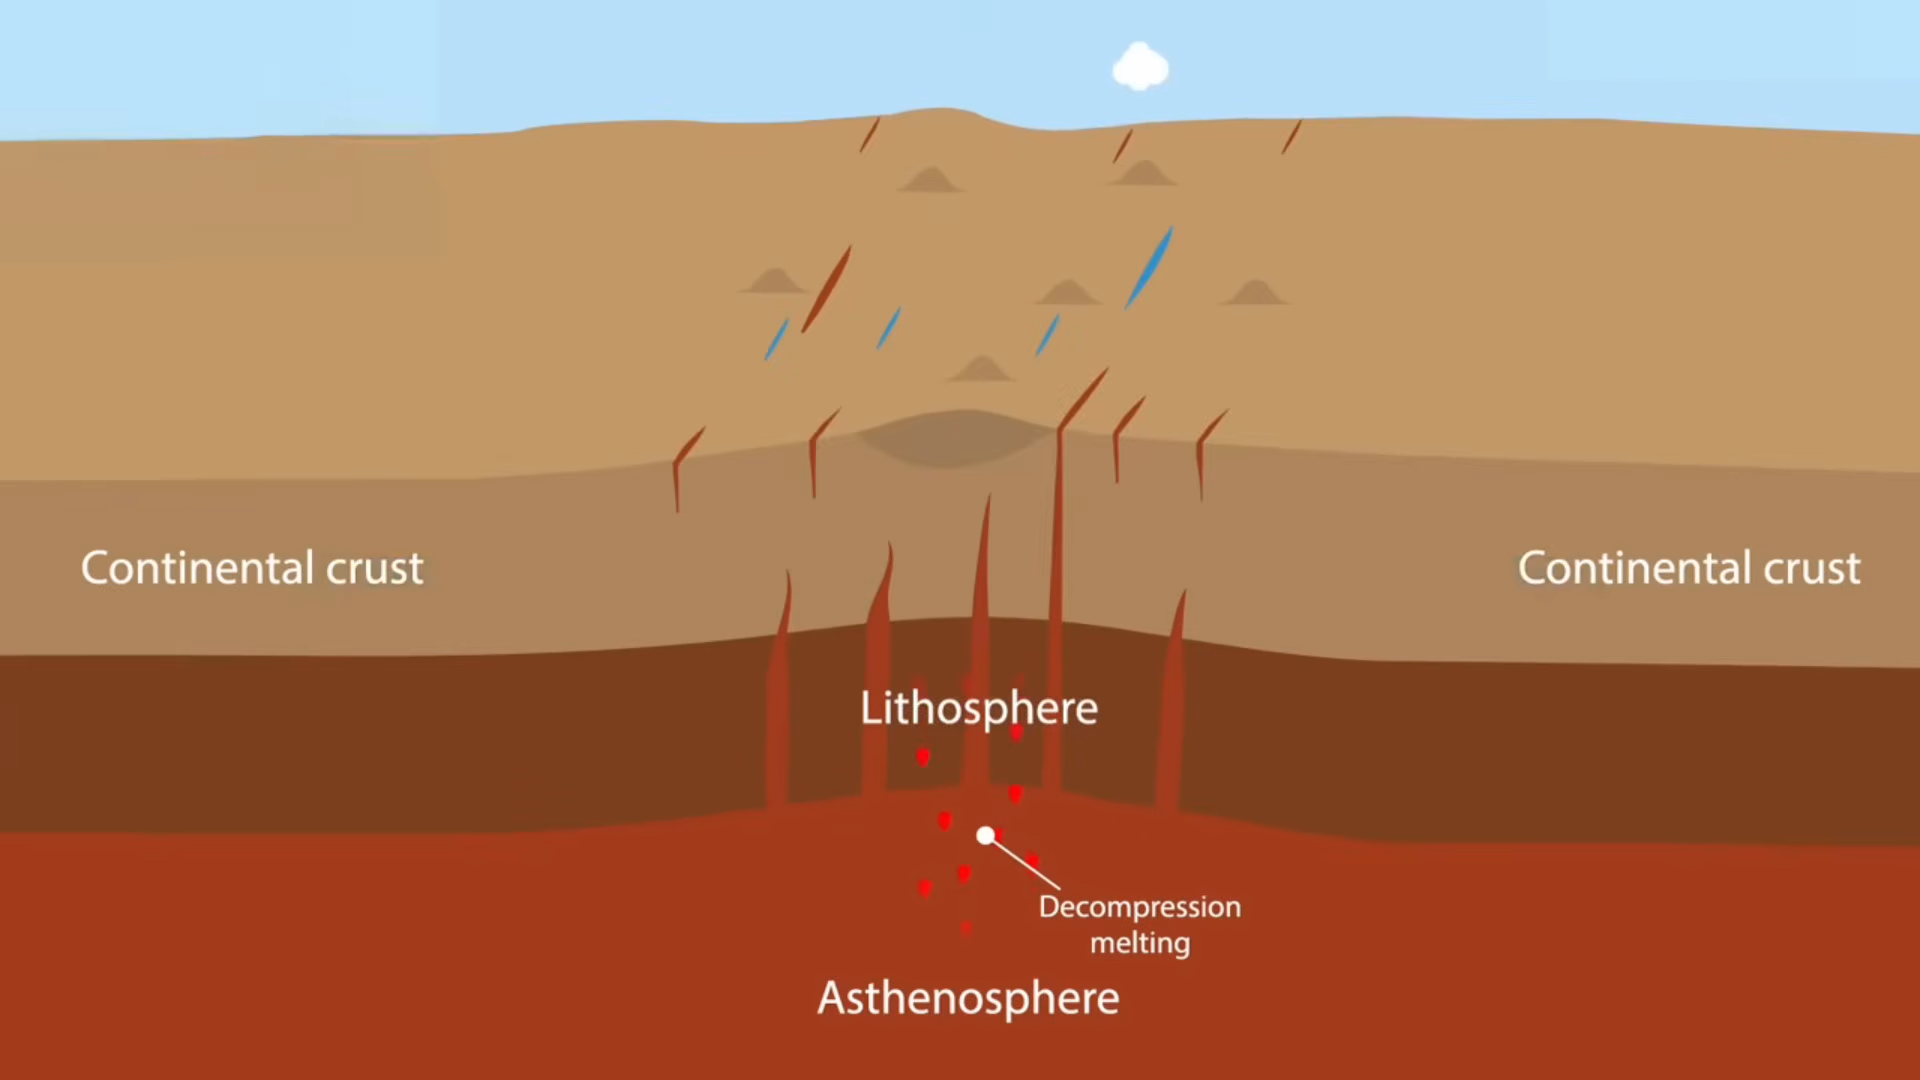 Continental crust
Continental crust
Lithosphere
Decompression
melting
Asthenosphere